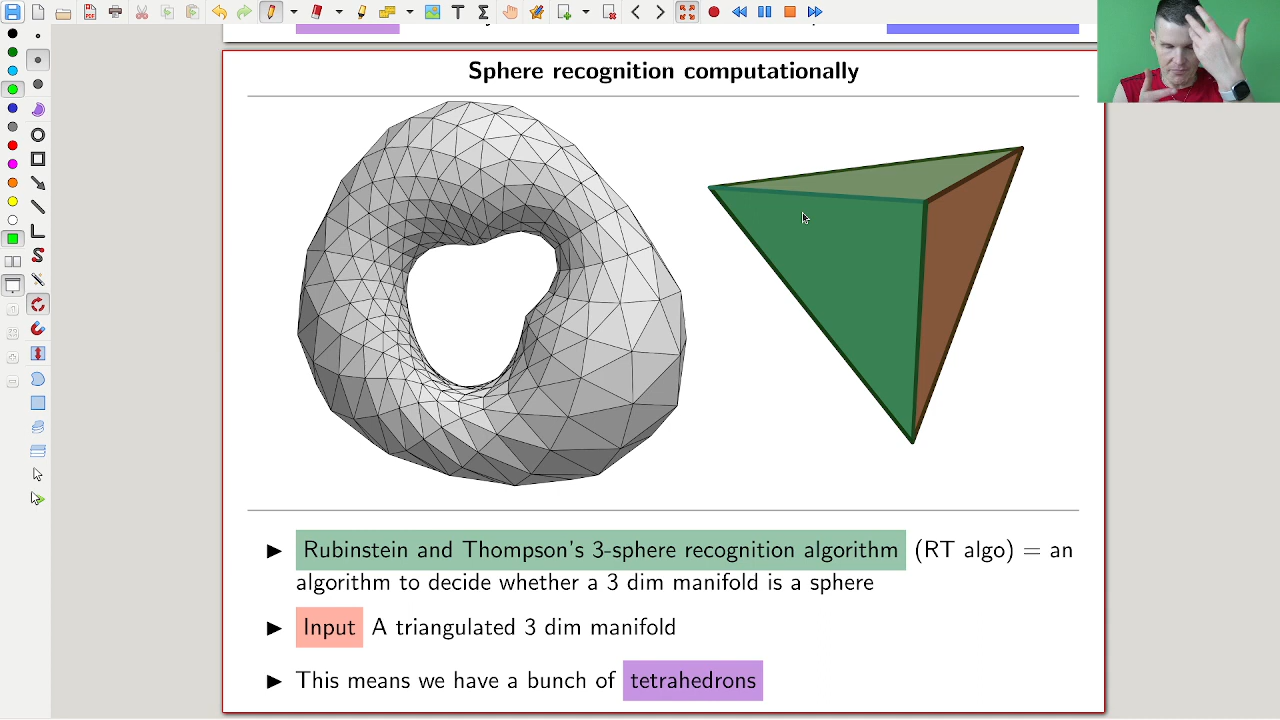 Sphere recognition computationally
► Rubinstein and Thompson's 3-sphere recognition algorithm (RT algo) = an
algorithm to decide whether a 3 dim manifold is a sphere
► Input A triangulated 3 dim manifold
► This means we have a bunch of tetrahedrons